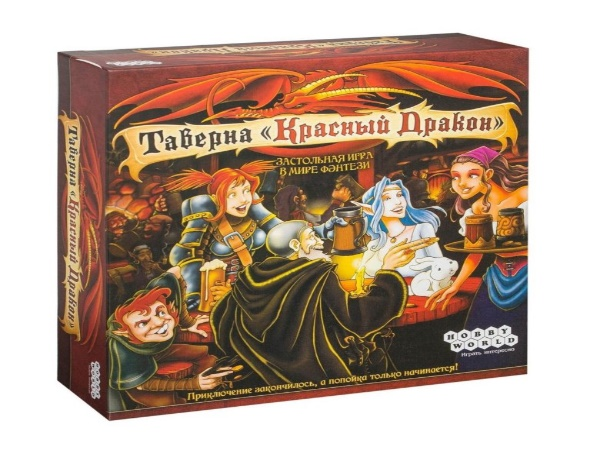 Таверна «Красный Дракон»
ЗАСТОЛЬНАЯ ИГРА
В МИРЕ ФЭНТЕЗИ
Таверна «Красный Дракон»
HOBBY
WORLD
Играть интересно
Приключение закончилось, а попойка только начинается!